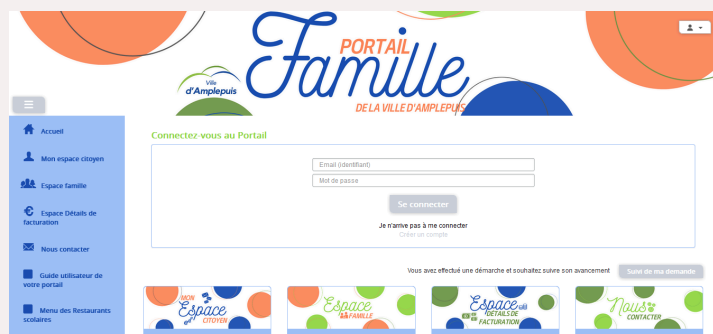 PORTAIL
Famille
DE LA VILLE D'AMPLEPUIS
Ville
d'Amplepuis
Accueil
Mon espace citoyen
Espace famille
Espace Détails de
facturation
Nous contacter
Guide utilisateur de
votre portail
Menu des Restaurants
scolaires
Connectez-vous au Portail
Email (identifiant)
Mot de passe
Se connecter
Je n'arrive pas à me connecter
Créer un compte
Vous avez effectué une démarche et souhaitez suivre son avancement
Suivi de ma demande
MON
Espace
CITOYEN
Espace
FAMILLE
Espace
DÉTAILS DE
FACTURATION
Nous
CONTACTER